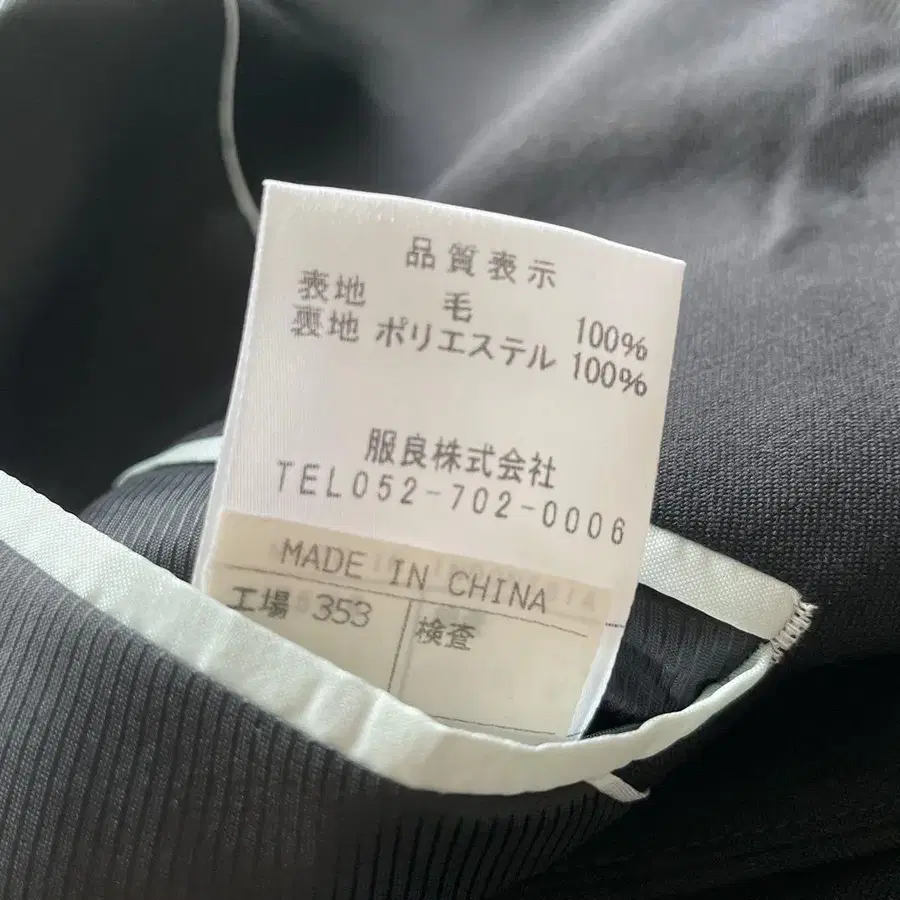 品質表示
表地 毛 100%
裏地 ポリエステル 100%
服良株式会社
TEL052-702-0006
MADE IN CHINA
工場 353 検査